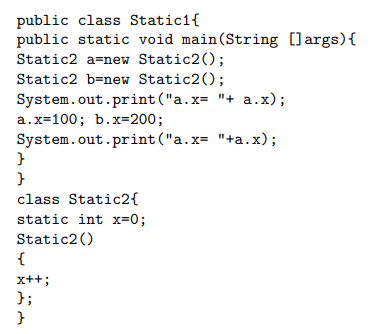 public class Static1{
public static void main(String []args){
Static2 a=new Static2();
Static2 b=new Static2();
System.out.print("a.x= "+ a.x);
a.x=100; b.x=200;
System.out.print("a.x= "+a.x);
}
}
class Static2{
static int x=0;
Static2()
{
x++;
};
}